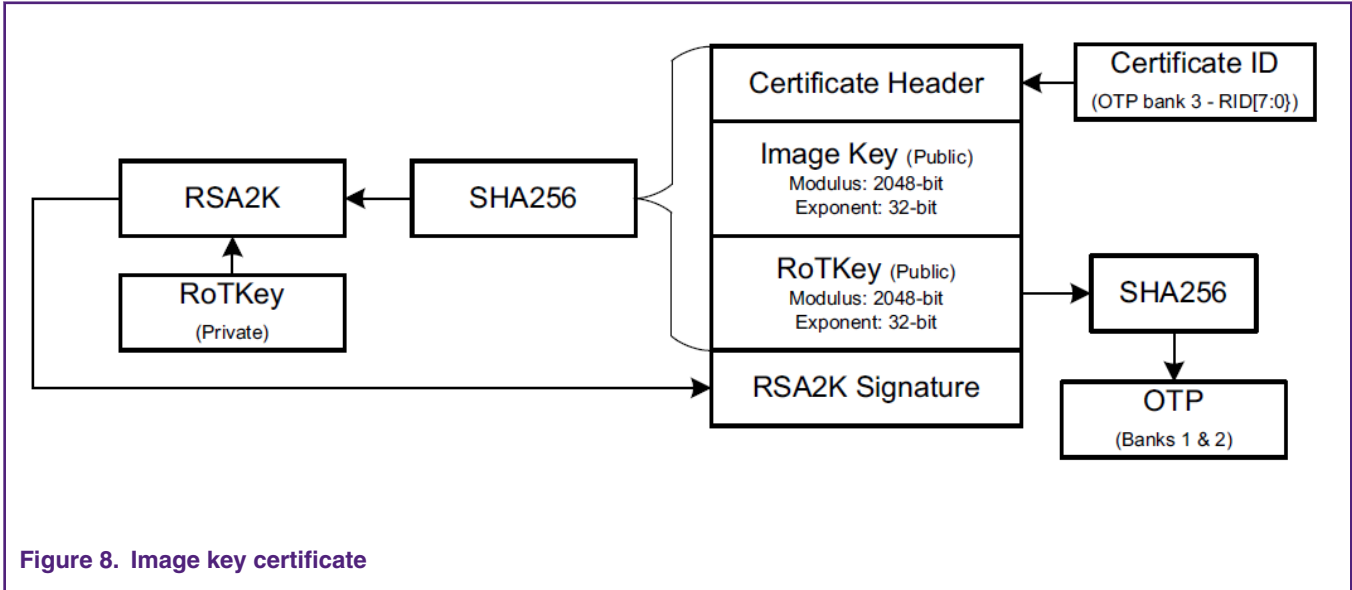 Certificate Header
Certificate ID
(OTP bank 3 - RID[7:0})
Image Key (Public)
Modulus: 2048-bit
Exponent: 32-bit
RSA2K
SHA256
RoTKey
(Private)
RoTKey (Public)
Modulus: 2048-bit
Exponent: 32-bit
SHA256
RSA2K Signature
OTP
(Banks 1 & 2)
Figure 8. Image key certificate